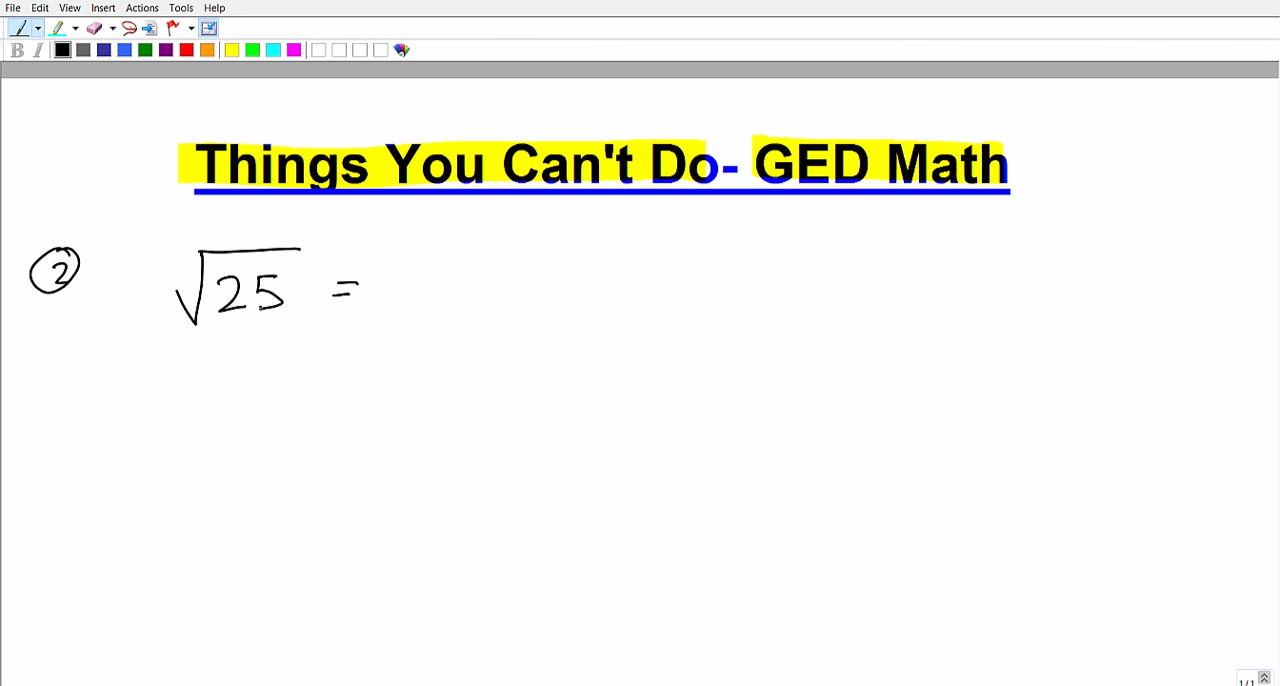 File Edit View Insert Actions Tools Help
B I
Things You Can't Do- GED Math
② √25 =
1/1